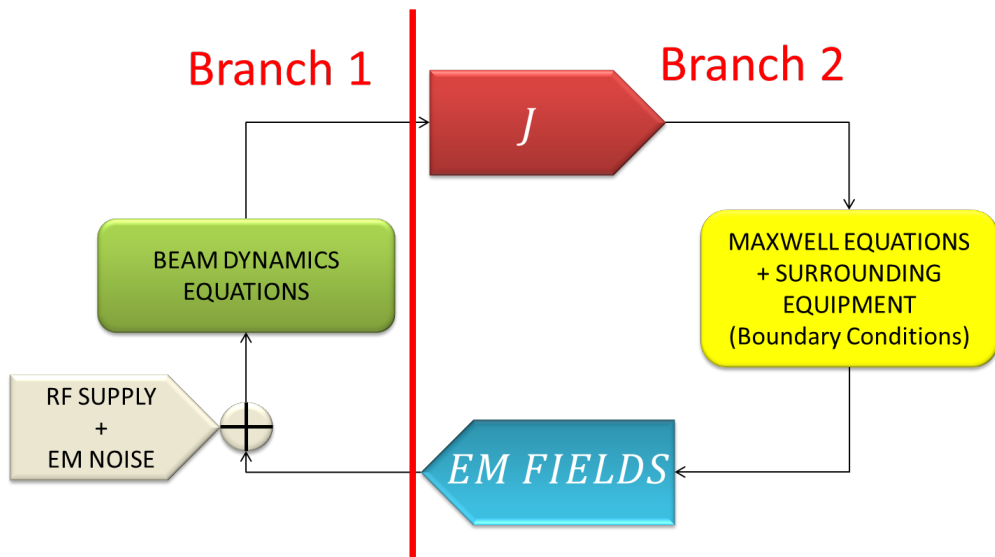 Branch 1
Branch 2
J
BEAM DYNAMICS
EQUATIONS
MAXWELL EQUATIONS
+ SURROUNDING
EQUIPMENT
(Boundary Conditions)
RF SUPPLY
+
EM NOISE
EM FIELDS